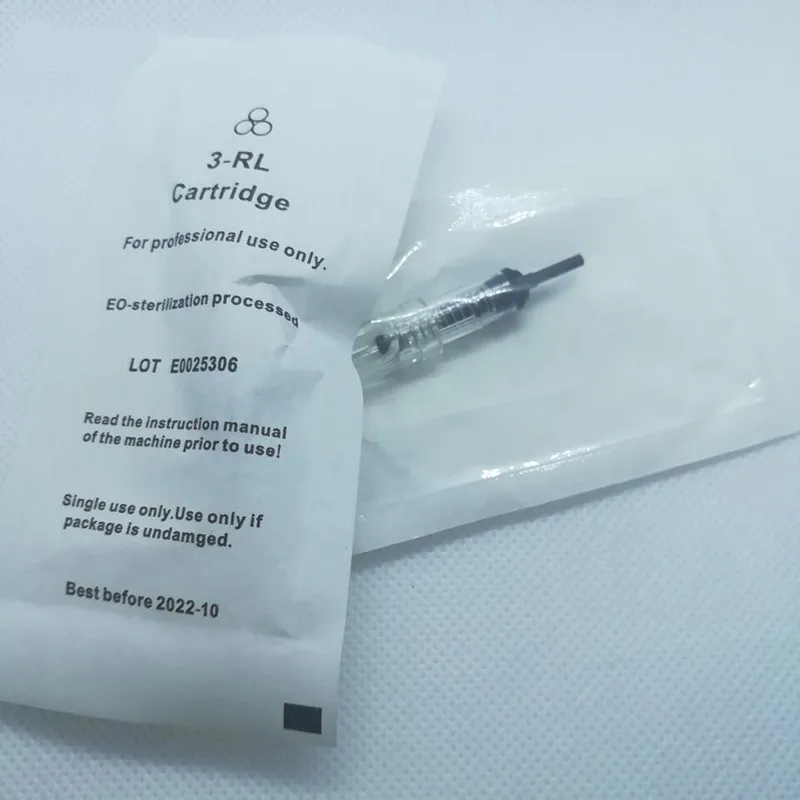 3-RL
Cartridge
For professional use only.
EO-sterilization processed
LOT E0025306
Read the instruction manual
of the machine prior to use!
Single use only.Use only if
package is undamged.
Best before 2022-10